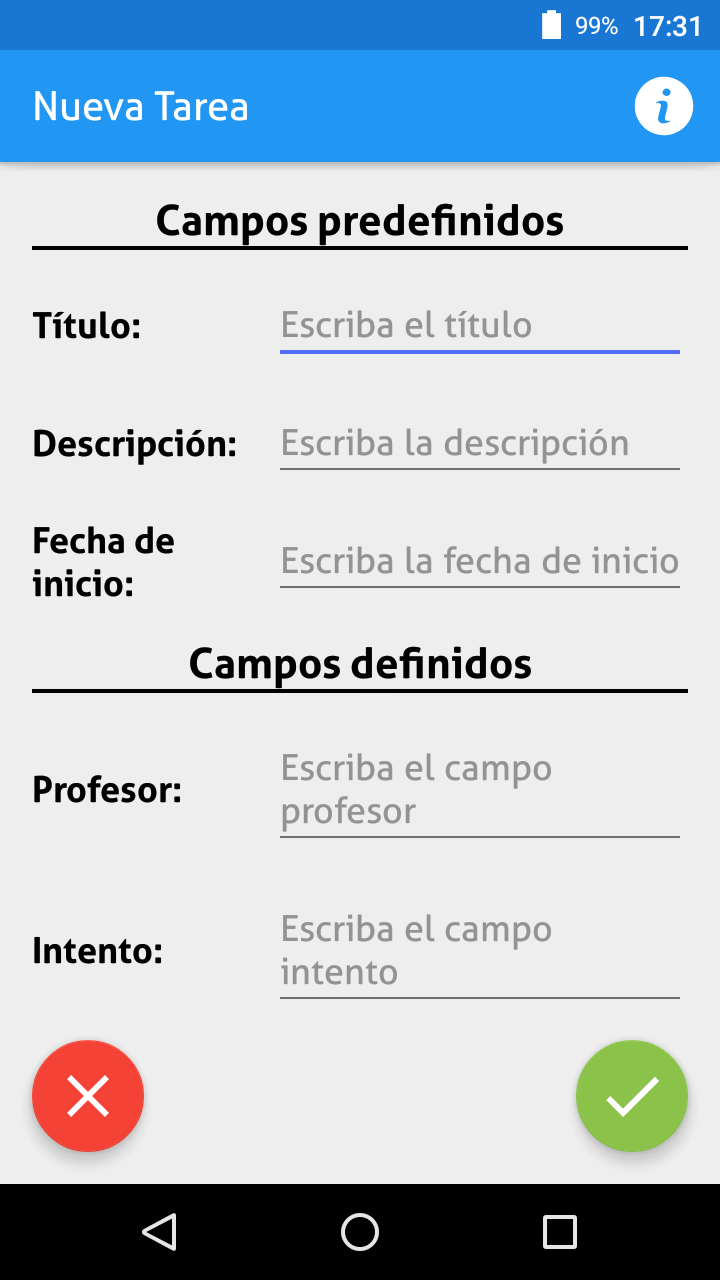 99% 17:31
Nueva Tarea
Campos predefinidos
Título: Escriba el título
Descripción: Escriba la descripción
Fecha de
inicio:
Escriba la fecha de inicio
Campos definidos
Profesor:
Escriba el campo
profesor
Intento:
Escriba el campo
intento